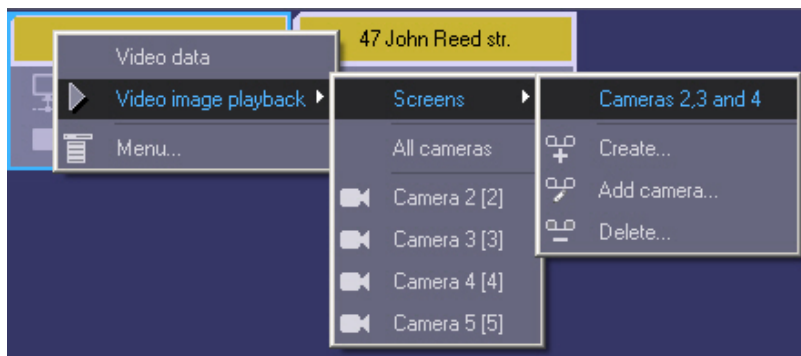 47 John Reed str.
Video data
Video image playback
Menu...
Screens
All cameras
Camera 2 [2]
Camera 3 [3]
Camera 4 [4]
Camera 5 [5]
Cameras 2,3 and 4
Create...
Add camera...
Delete...